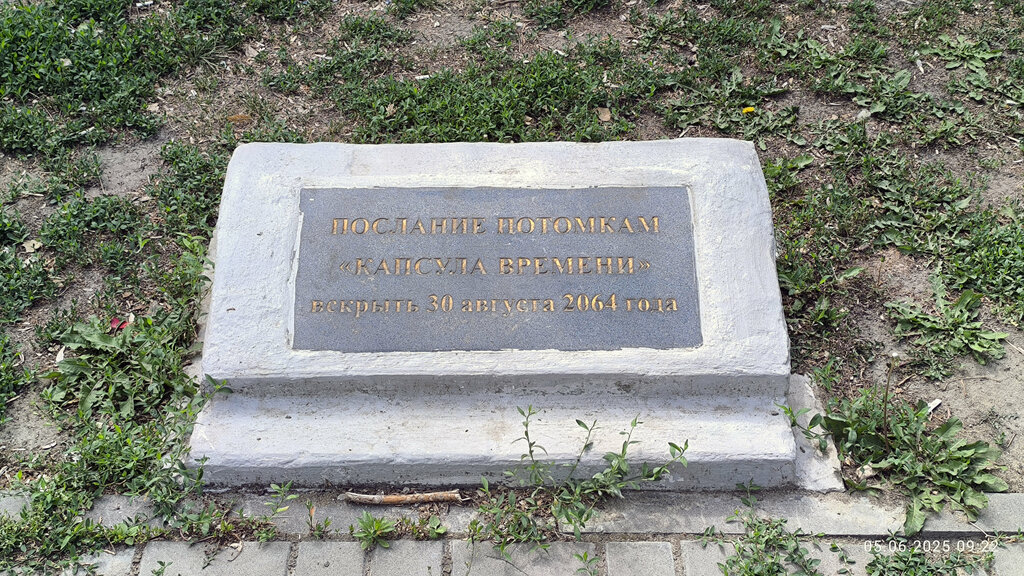 ПОСЛАНИЕ ПОТОМКАМ
«КАПСУЛА ВРЕМЕНИ»
вскрыть 30 августа 2064 года
05.06.2025 09:22